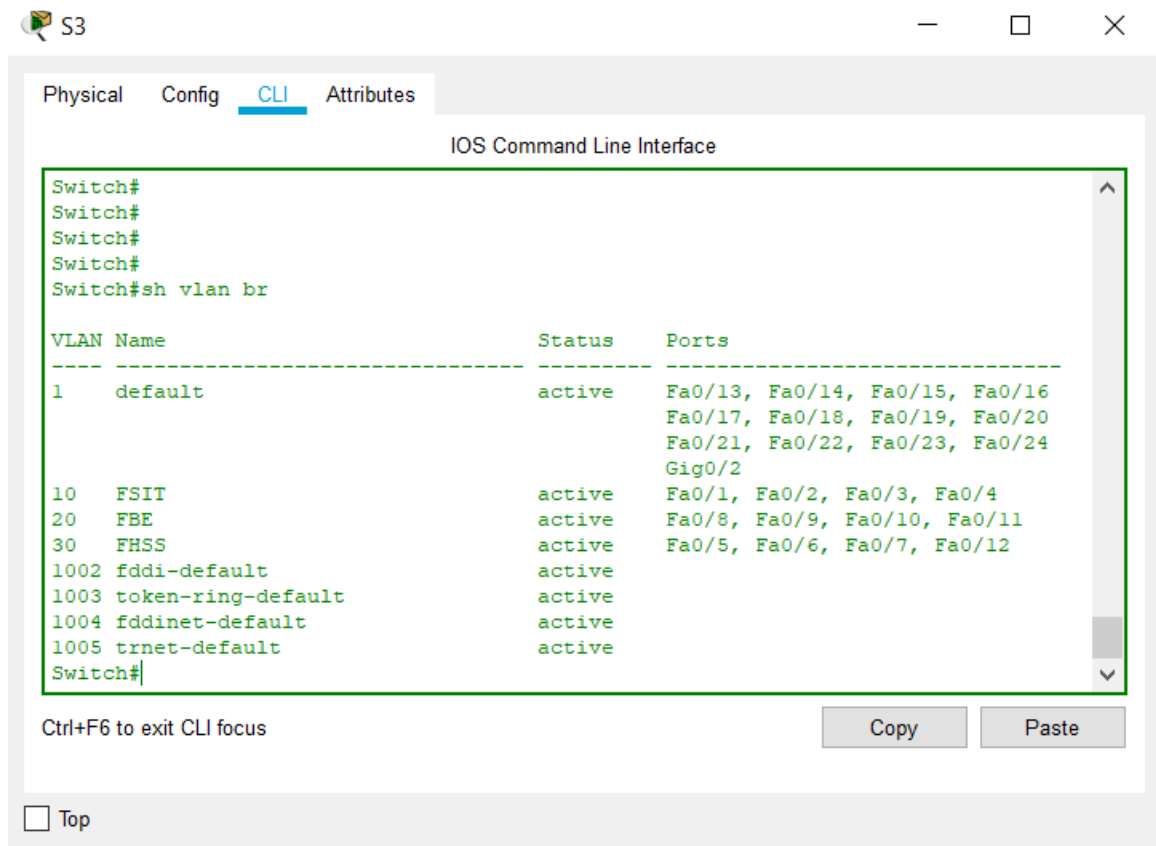 S3
Physical Config CLI Attributes
IOS Command Line Interface
Switch#
Switch#
Switch#
Switch#
Switch#sh vlan br
VLAN Name                             Status    Ports
---- -------------------------------- --------- -------------------------------
1    default                          active    Fa0/13, Fa0/14, Fa0/15, Fa0/16
                                                Fa0/17, Fa0/18, Fa0/19, Fa0/20
                                                Fa0/21, Fa0/22, Fa0/23, Fa0/24
                                                Gig0/2
10   FSIT                             active    Fa0/1, Fa0/2, Fa0/3, Fa0/4
20   FBE                              active    Fa0/8, Fa0/9, Fa0/10, Fa0/11
30   FHSS                             active    Fa0/5, Fa0/6, Fa0/7, Fa0/12
1002 fddi-default                     active
1003 token-ring-default               active
1004 fddinet-default                  active
1005 trnet-default                    active
Switch#
Ctrl+F6 to exit CLI focus Copy Paste
Top